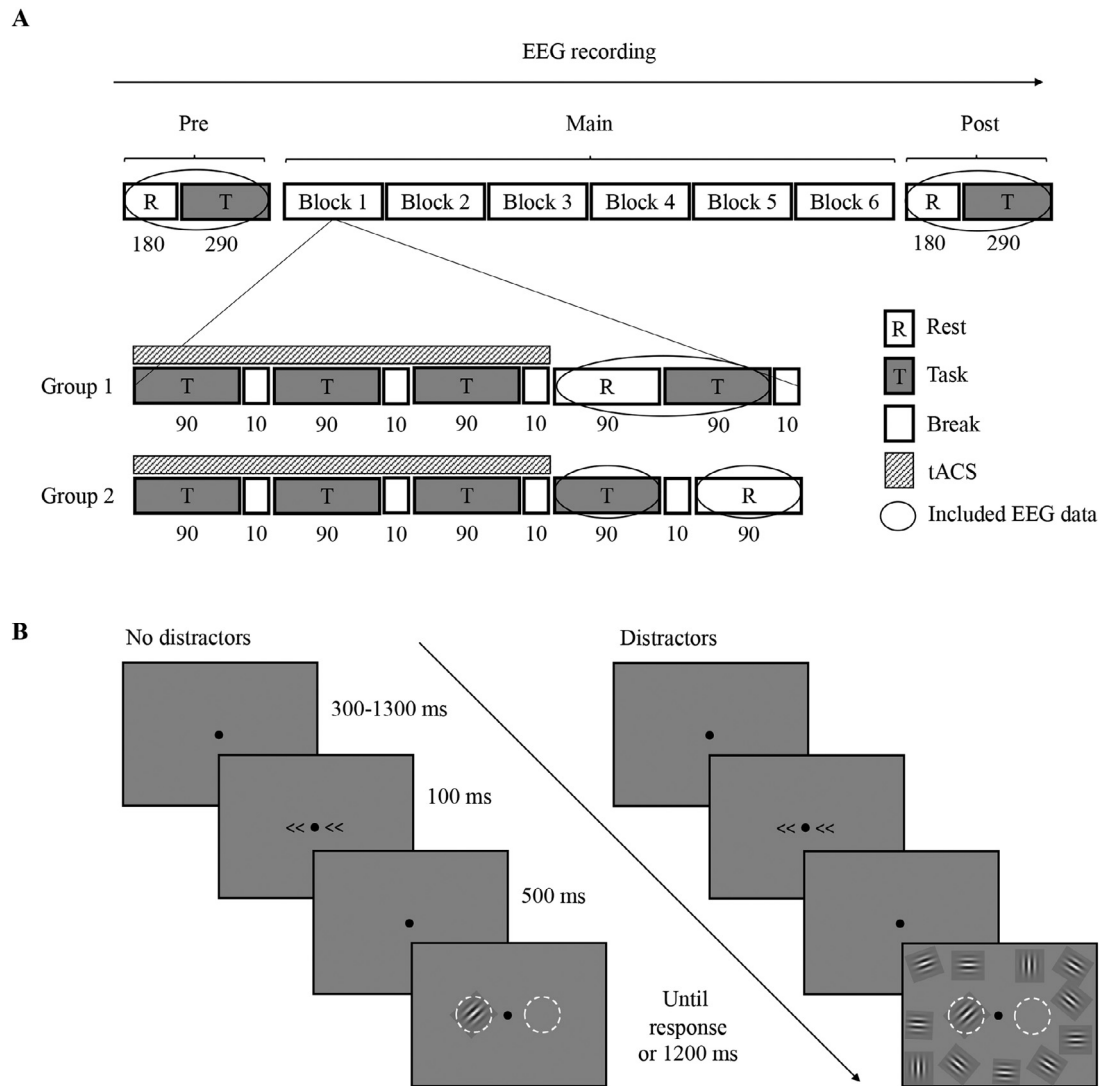 A
EEG recording
Pre Main Post
R T Block 1 Block 2 Block 3 Block 4 Block 5 Block 6 R T
180 290 180 290
R Rest
T Task
Break
tACS
Included EEG data
Group 1 T T T R T
90 10 90 10 90 10 90 90 10
Group 2 T T T T R
90 10 90 10 90 10 90 10 90
B
No distractors
300-1300 ms
<< <<
100 ms
500 ms
Until
response
or 1200 ms
Distractors
<< <<